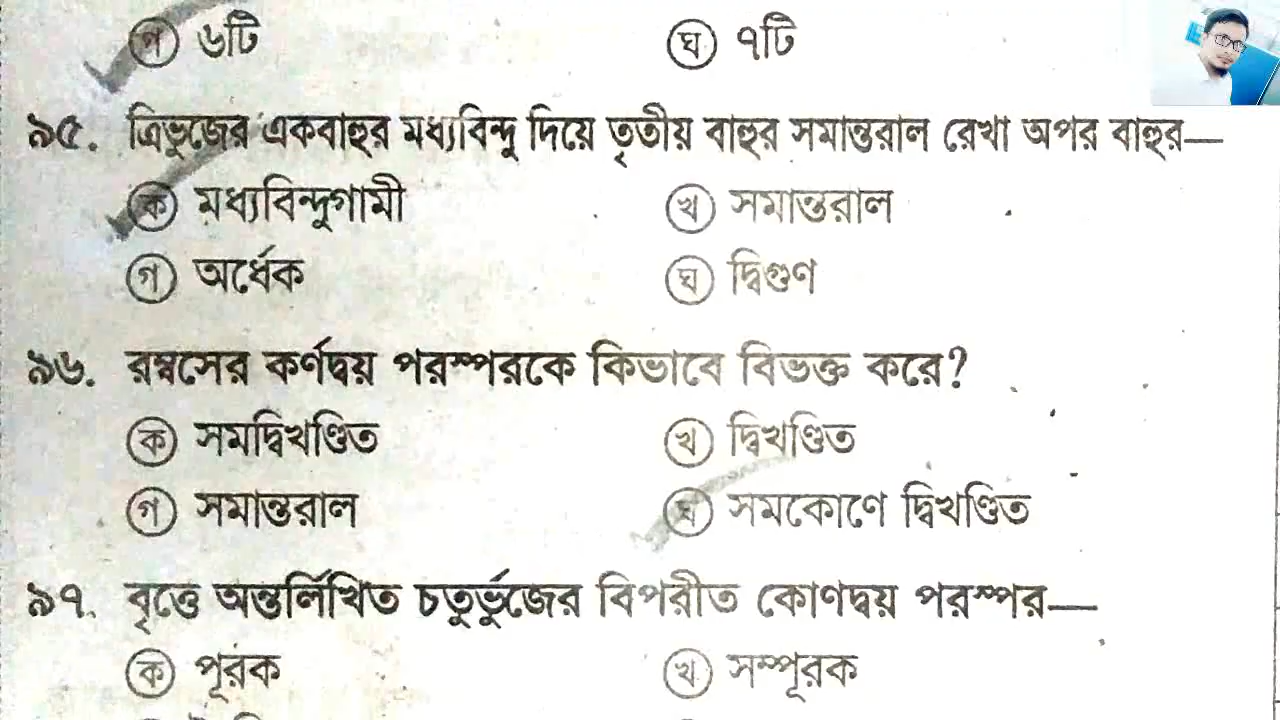 গ ৬টি ঘ ৭টি
৯৫. ত্রিভুজের একবাহুর মধ্যবিন্দু দিয়ে তৃতীয় বাহুর সমান্তরাল রেখা অপর বাহুর—
ক মধ্যবিন্দুগামী খ সমান্তরাল
গ অর্ধেক ঘ দ্বিগুণ
৯৬. রম্বসের কর্ণদ্বয় পরস্পরকে কিভাবে বিভক্ত করে?
ক সমদ্বিখণ্ডিত খ দ্বিখণ্ডিত
গ সমান্তরাল ঘ সমকোণে দ্বিখণ্ডিত
৯৭. বৃত্তে অন্তর্লিখিত চতুর্ভুজের বিপরীত কোণদ্বয় পরস্পর—
ক পূরক খ সম্পূরক